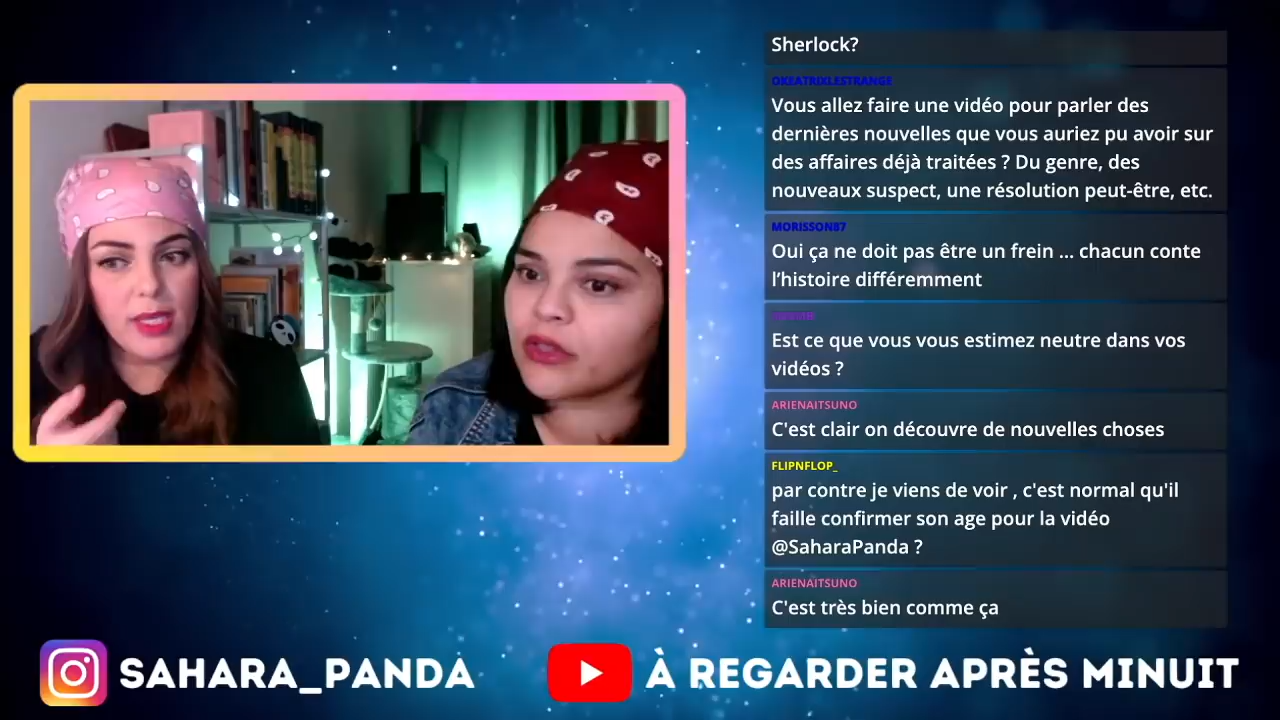 Sherlock?
OKEATRIXLESTRANGE
Vous allez faire une vidéo pour parler des
dernières nouvelles que vous auriez pu avoir sur
des affaires déjà traitées ? Du genre, des
nouveaux suspect, une résolution peut-être, etc.
MORISSON87
Oui ça ne doit pas être un frein ... chacun conte
l'histoire différemment
Est ce que vous vous estimez neutre dans vos
vidéos ?
ARIENAITSUNO
C'est clair on découvre de nouvelles choses
FLIPNFLOP_
par contre je viens de voir , c'est normal qu'il
faille confirmer son age pour la vidéo
@SaharaPanda ?
ARIENAITSUNO
C'est très bien comme ça
SAHARA_PANDA
À REGARDER APRÈS MINUIT